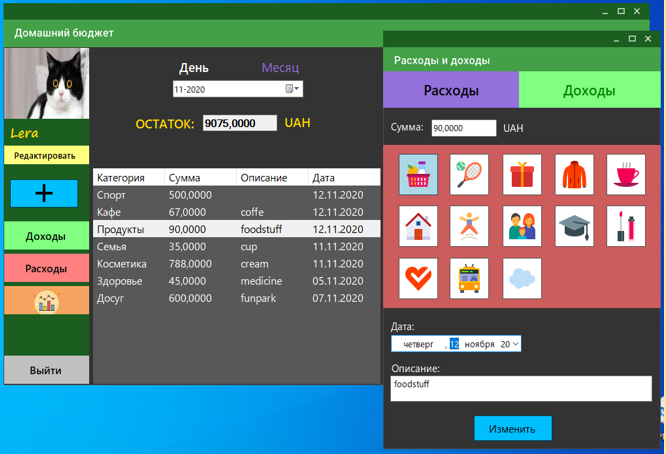 Домашний бюджет
День Месяц
11-2020
ОСТАТОК: 9075,0000 UAH
Lera
Редактировать
+
Доходы
Расходы
Выйти
Категория Сумма Описание Дата
Спорт 500,0000 12.11.2020
Кафе 67,0000 coffe 12.11.2020
Продукты 90,0000 foodstuff 12.11.2020
Семья 35,0000 cup 11.11.2020
Косметика 788,0000 cream 11.11.2020
Здоровье 45,0000 medicine 05.11.2020
Досуг 600,0000 funpark 07.11.2020
Расходы и доходы
Расходы Доходы
Сумма: 90,0000 UAH
Дата:
четверг , 12 ноября 20
Описание:
foodstuff
Изменить